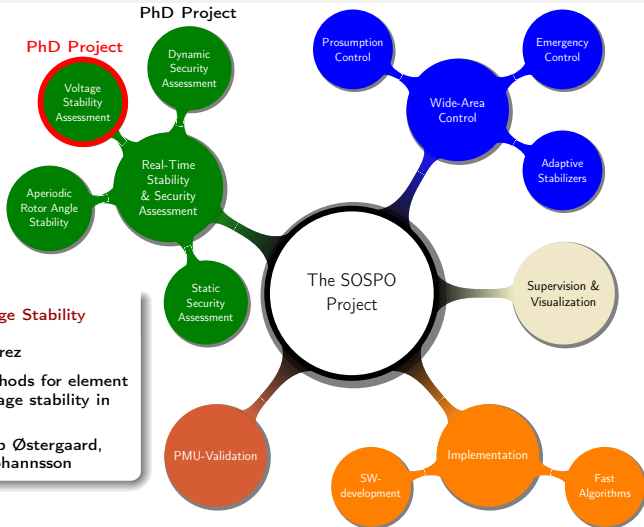 PhD Project
PhD Project
Voltage
Stability
Assessment
Dynamic
Security
Assessment
Real-Time
Stability
& Security
Assessment
Aperiodic
Rotor Angle
Stability
Static
Security
Assessment
Prosumption
Control
Emergency
Control
Wide-Area
Control
Adaptive
Stabilizers
The SOSPO
Project
Supervision &
Visualization
ge Stability
rez
hods for element
age stability in
Østergaard,
hannsson
PMU-Validation
Implementation
SW-
development
Fast
Algorithms